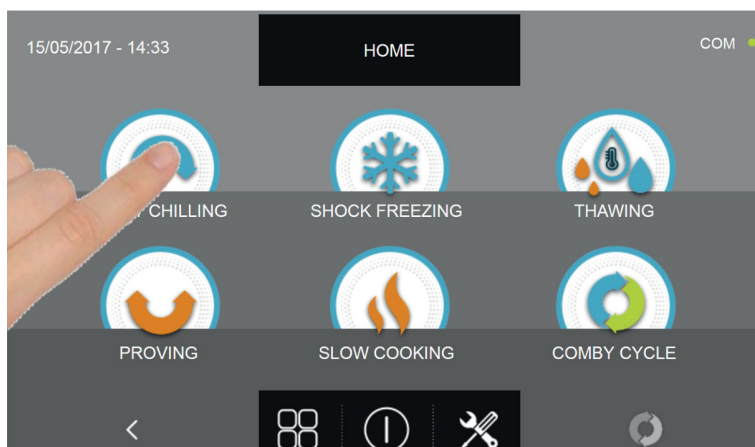 15/05/2017 - 14:33
HOME
COM
CHILLING
SHOCK FREEZING
THAWING
PROVING
SLOW COOKING
COMBY CYCLE